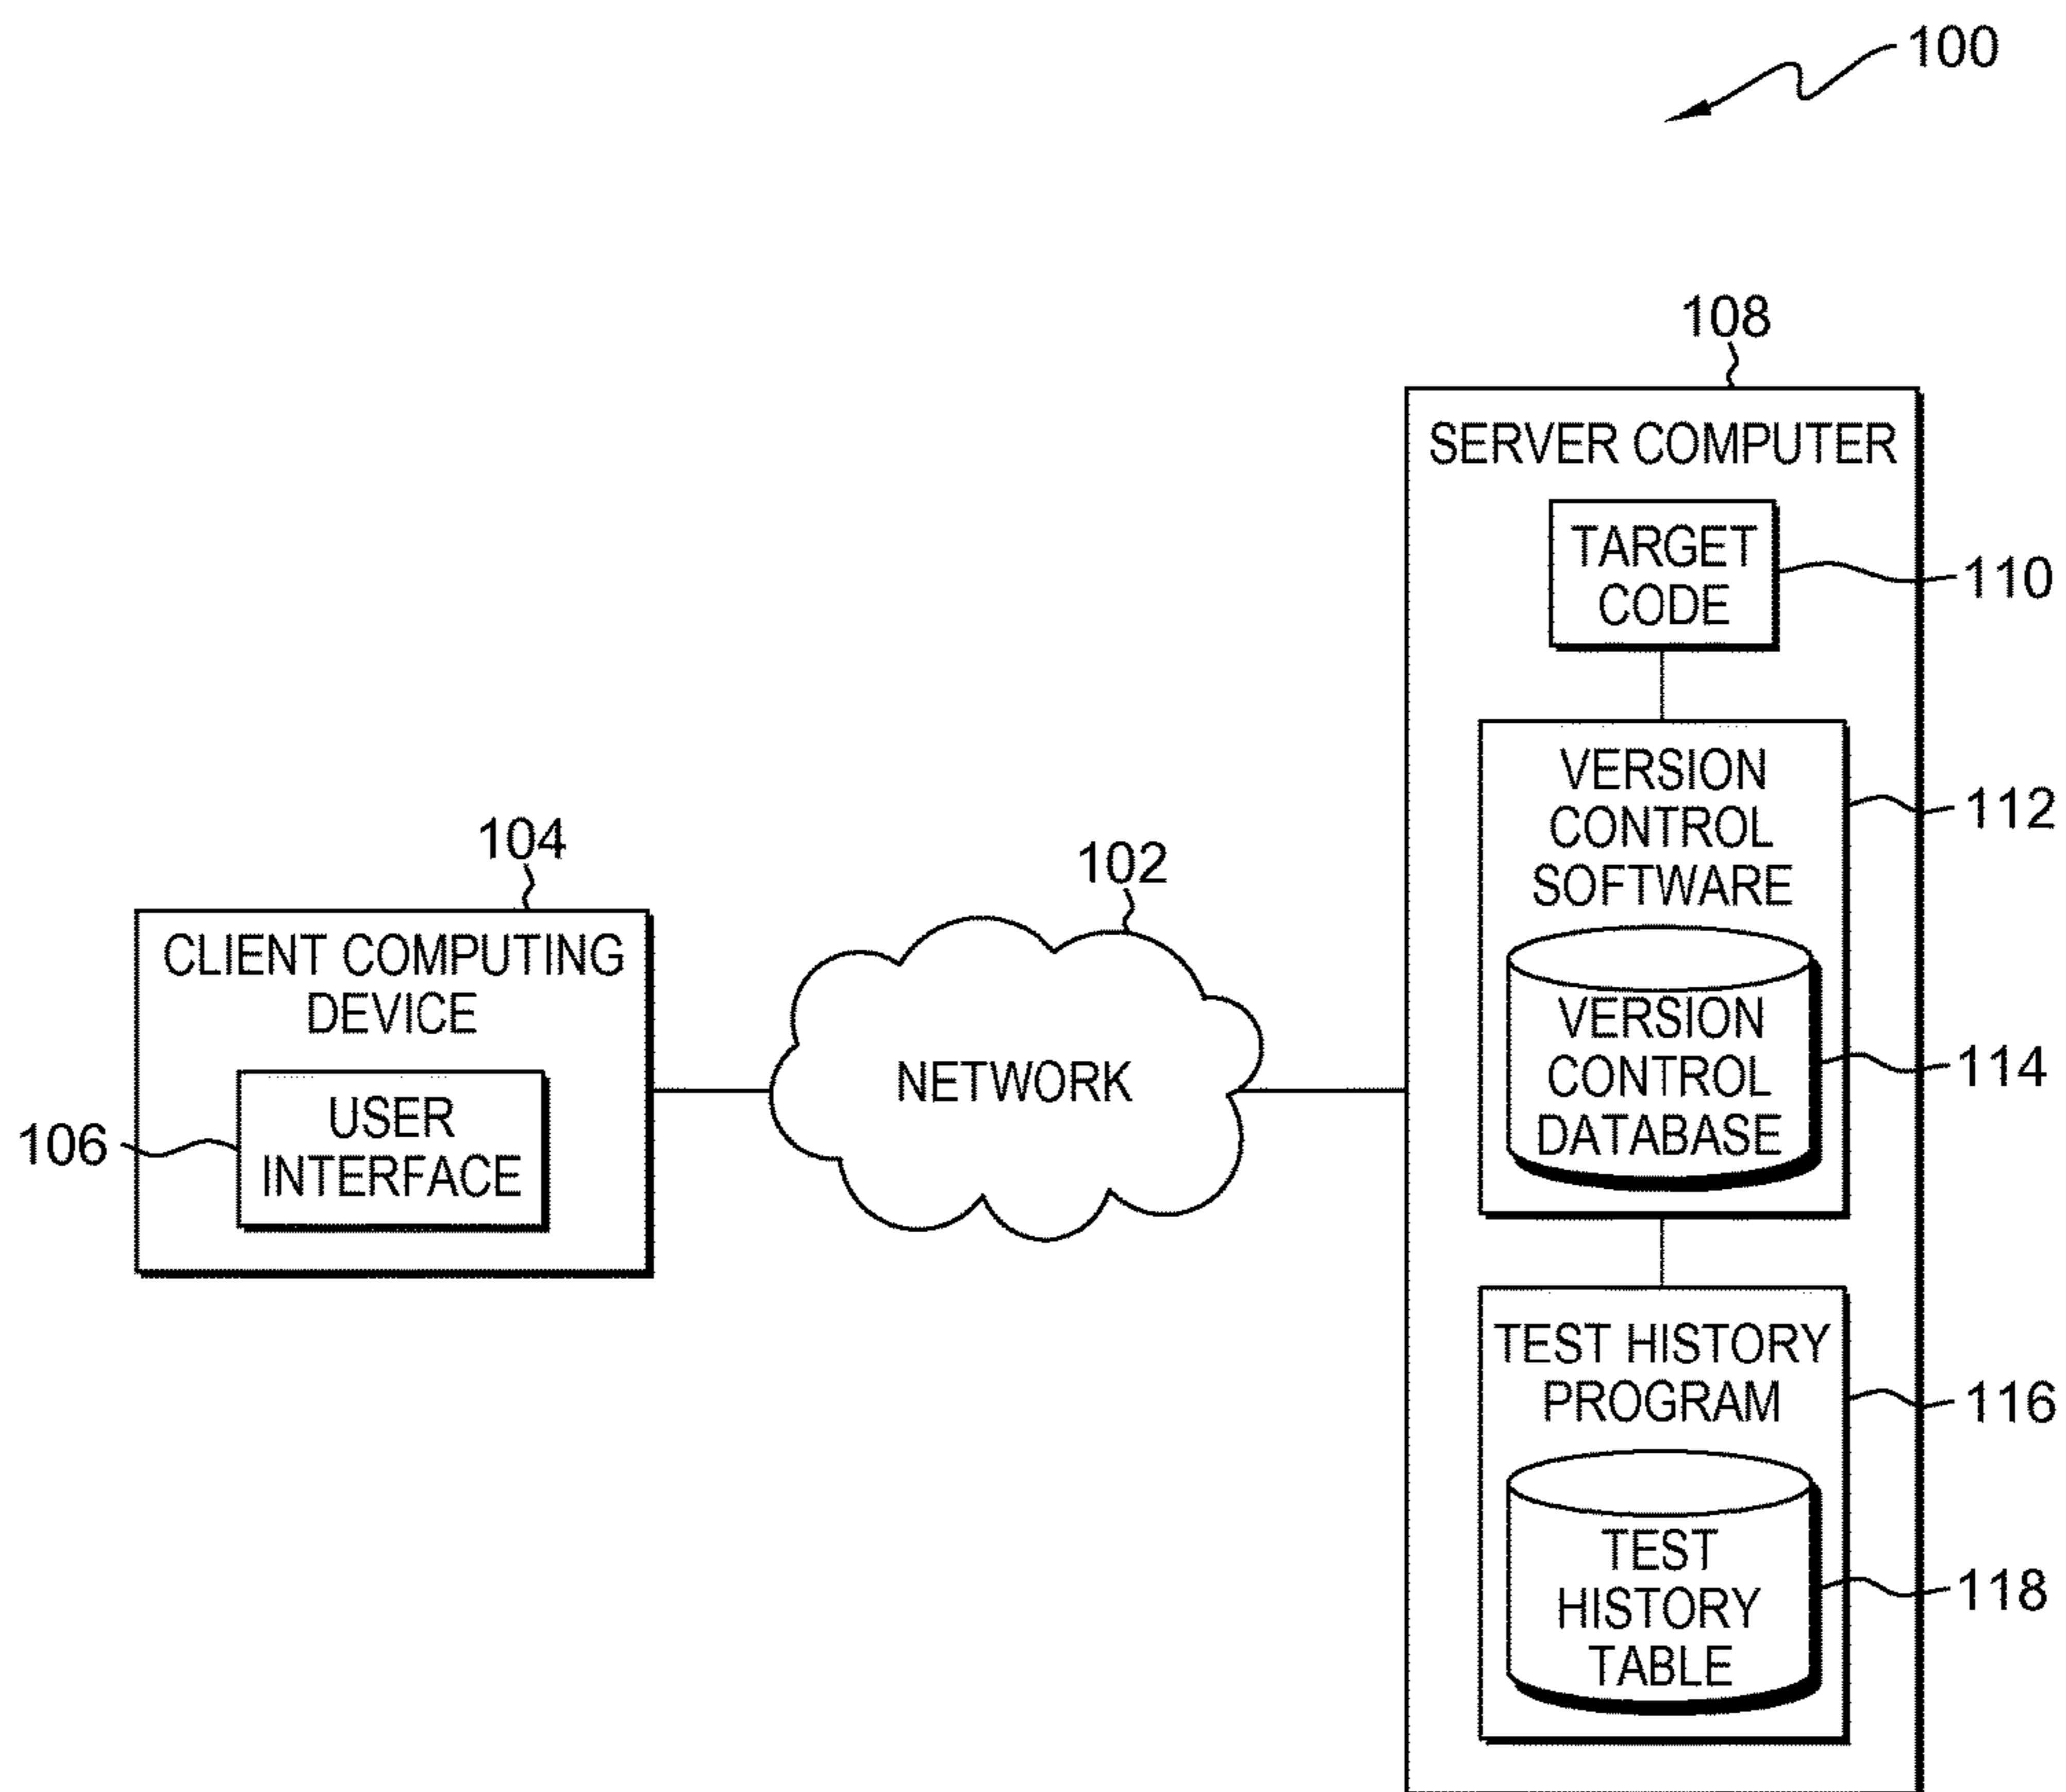 100
108
SERVER COMPUTER
TARGET
CODE
110
VERSION
CONTROL
SOFTWARE
112
VERSION
CONTROL
DATABASE
114
104
CLIENT COMPUTING
DEVICE
USER
INTERFACE
106
102
NETWORK
TEST HISTORY
PROGRAM
116
TEST
HISTORY
TABLE
118